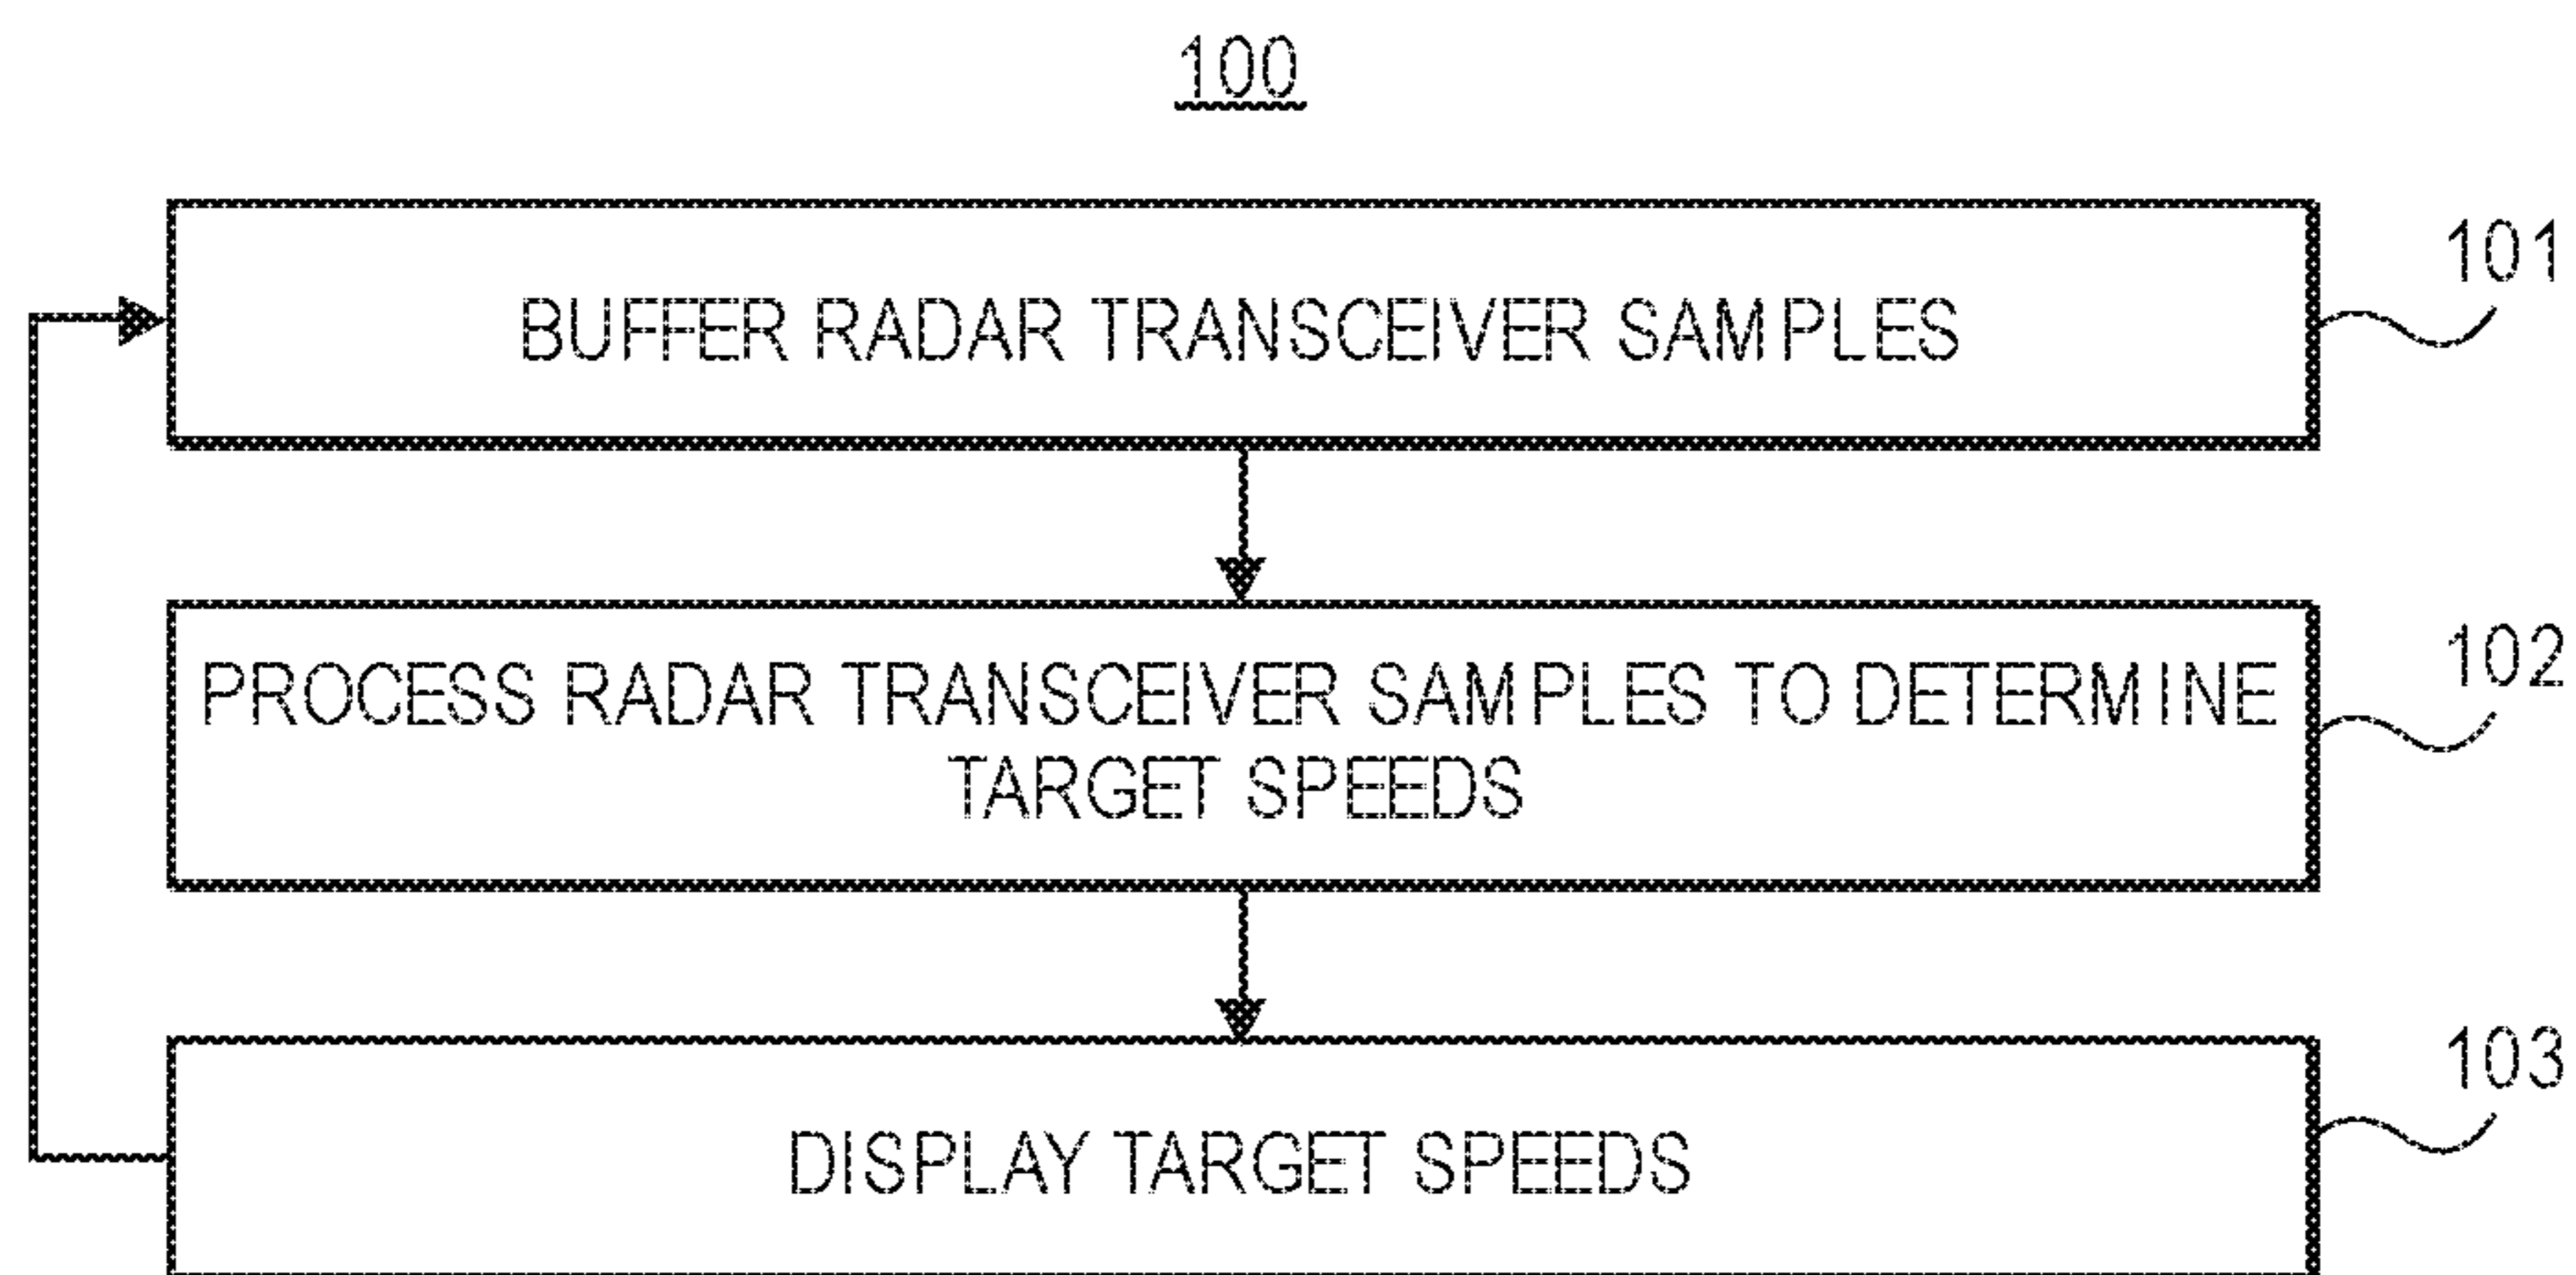 100
BUFFER RADAR TRANSCEIVER SAMPLES
101
PROCESS RADAR TRANSCEIVER SAMPLES TO DETERMINE
TARGET SPEEDS
102
DISPLAY TARGET SPEEDS
103